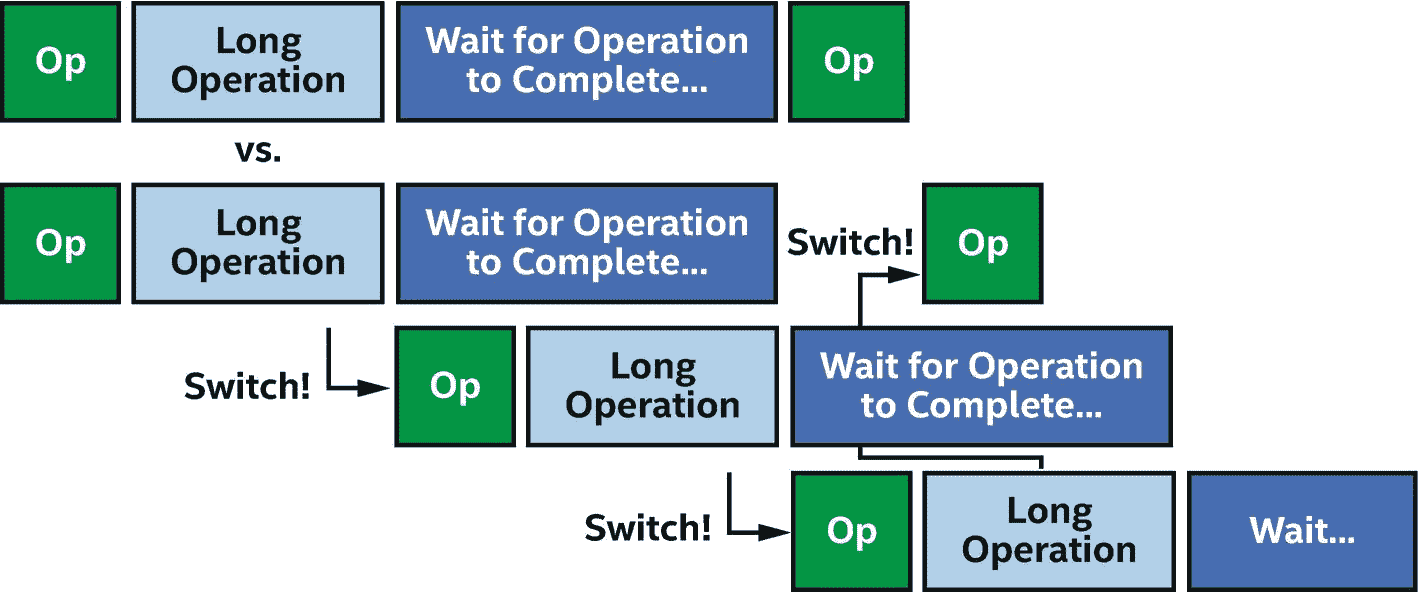 Op
Long
Operation
Wait for Operation
to Complete...
Op
vs.
Op
Long
Operation
Wait for Operation
to Complete...
Switch!
Op
Switch!
Op
Long
Operation
Wait for Operation
to Complete...
Switch!
Op
Long
Operation
Wait...